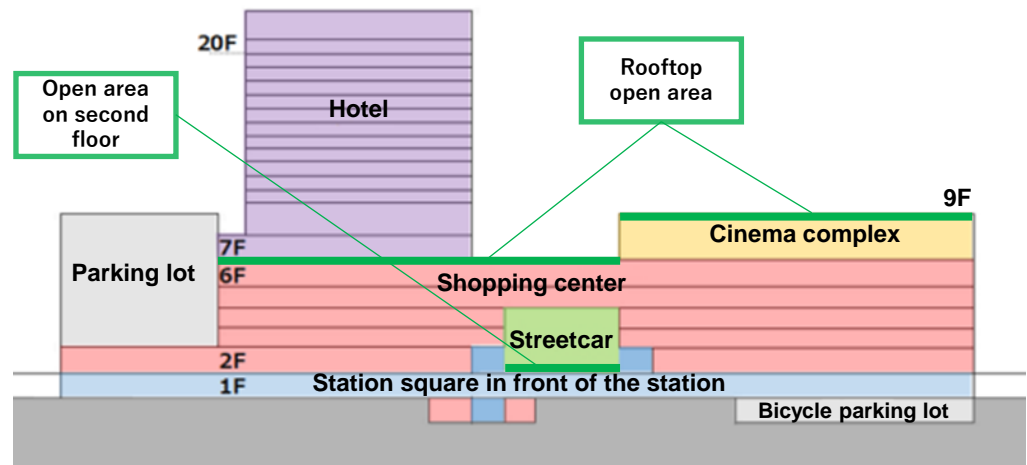 20F
Hotel
Rooftop
open area
Open area
on second
floor
9F
Cinema complex
7F
Parking lot
6F
Shopping center
Streetcar
2F
Station square in front of the station
1F
Bicycle parking lot